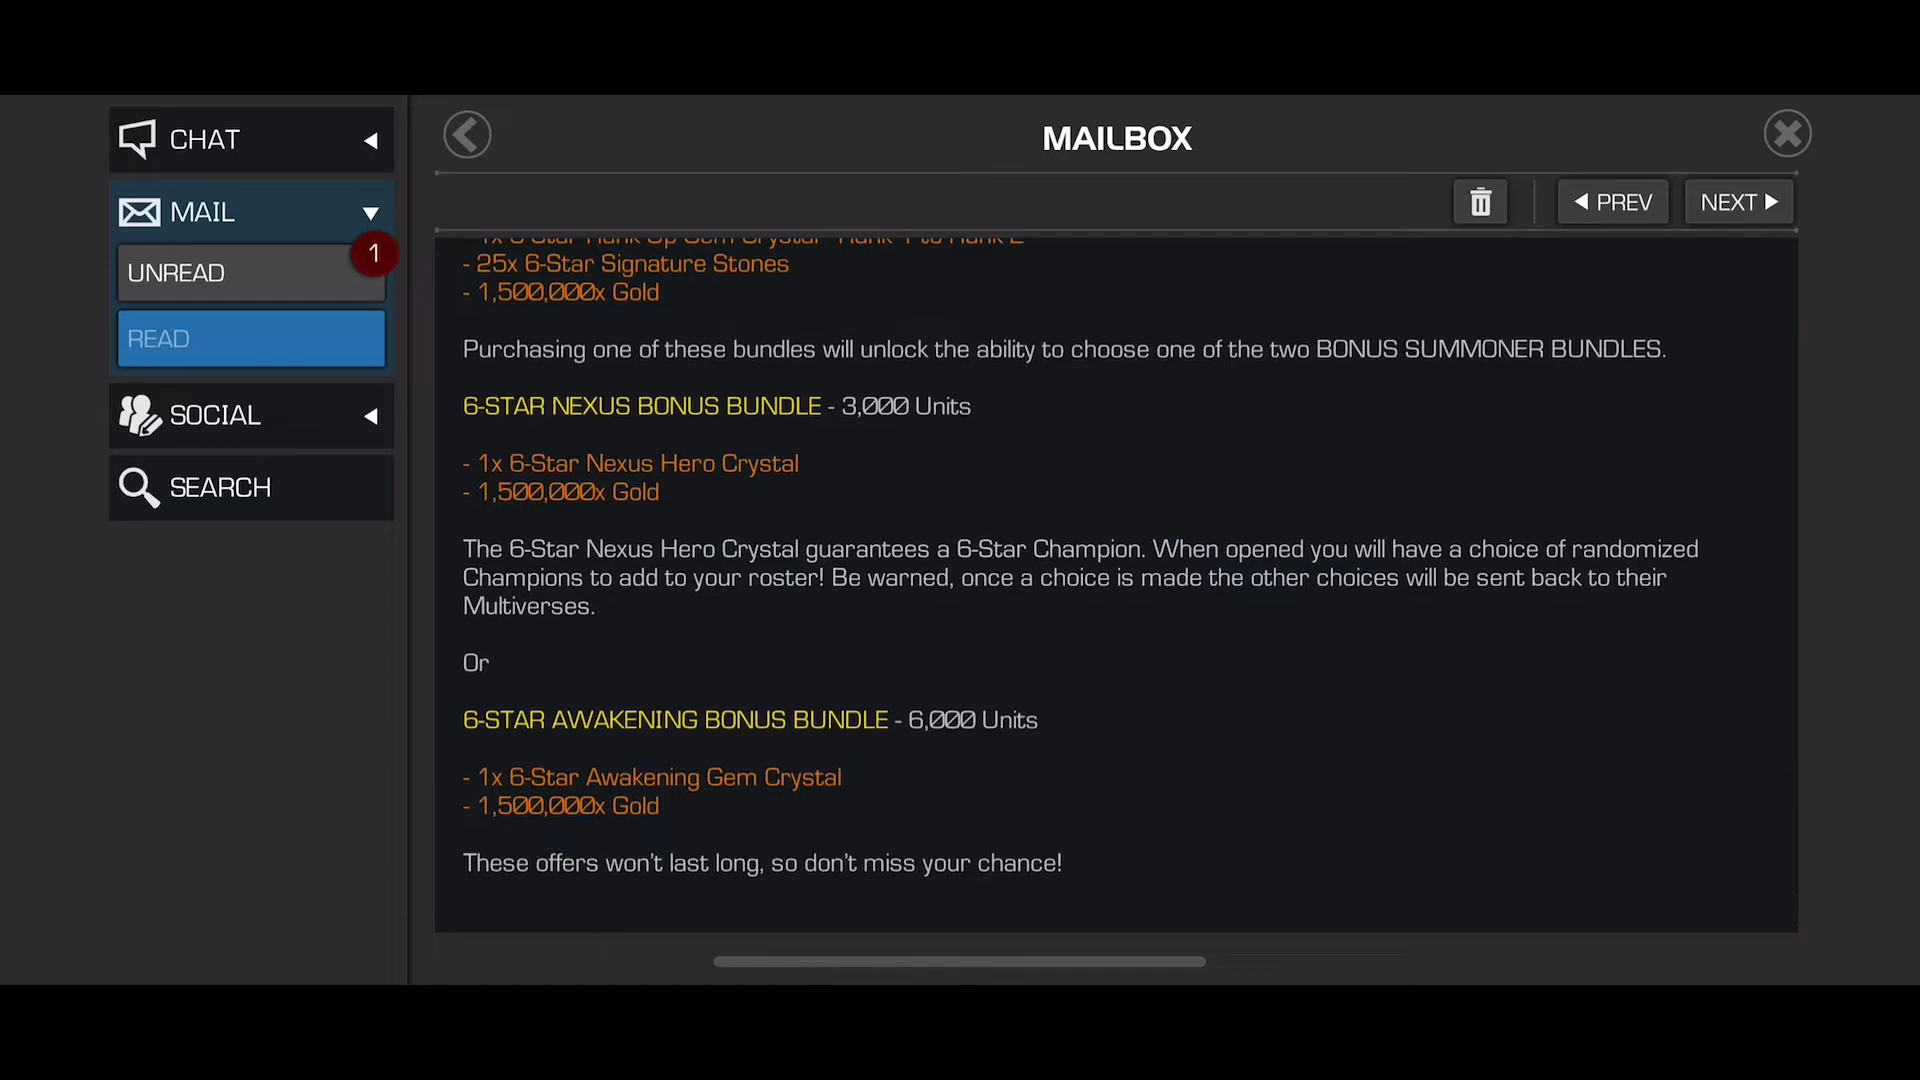 CHAT
MAIL
1
UNREAD
READ
SOCIAL
SEARCH
MAILBOX
PREV
NEXT
- 25x 6-Star Signature Stones
- 1,500,000x Gold
Purchasing one of these bundles will unlock the ability to choose one of the two BONUS SUMMONER BUNDLES.
6-STAR NEXUS BONUS BUNDLE - 3,000 Units
- 1x 6-Star Nexus Hero Crystal
- 1,500,000x Gold
The 6-Star Nexus Hero Crystal guarantees a 6-Star Champion. When opened you will have a choice of randomized
Champions to add to your roster! Be warned, once a choice is made the other choices will be sent back to their
Multiverses.
Or
6-STAR AWAKENING BONUS BUNDLE - 6,000 Units
- 1x 6-Star Awakening Gem Crystal
- 1,500,000x Gold
These offers won't last long, so don't miss your chance!